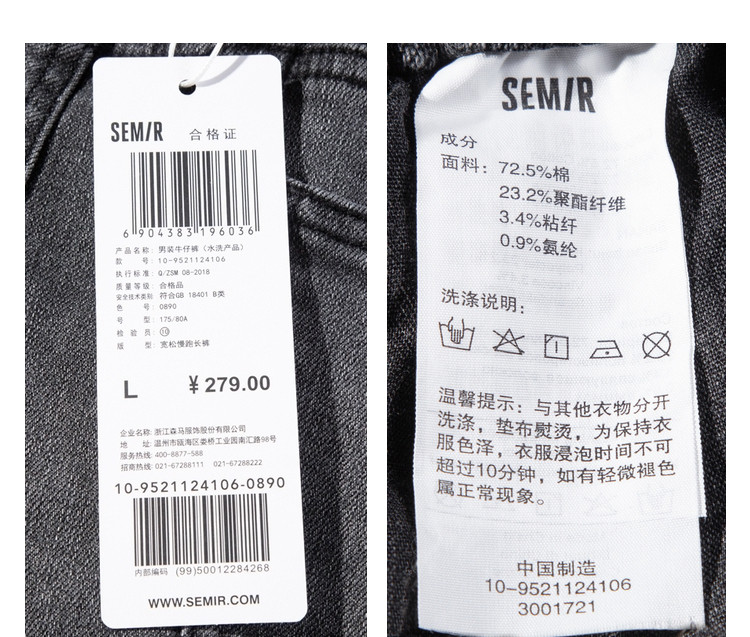 SEMIR 合格证
6 904383 196036
产品名称: 男装牛仔裤（水洗产品）
款 号: 10-9521124106
执行标准: Q/ZSM 08-2018
质量等级: 合格品
安全技术类别: 符合GB 18401 B类
色 号: 0890
号 型: 175/80A
检 验 员: ⑩
版 型: 宽松慢跑长裤
L ￥279.00
企业名称: 浙江森马服饰股份有限公司
地 址: 温州市瓯海区娄桥工业园南汇路98号
服务热线: 400-8877-588
招商热线: 021-67288111 021-67288222
10-9521124106-0890
内部编码 (99)50012284268
WWW.SEMIR.COM
SEMIR
成分
面料: 72.5%棉
23.2%聚酯纤维
3.4%粘纤
0.9%氨纶
洗涤说明:
温馨提示: 与其他衣物分开
洗涤, 垫布熨烫, 为保持衣
服色泽, 衣服浸泡时间不可
超过10分钟, 如有轻微褪色
属正常现象。
中国制造
10-9521124106
3001721